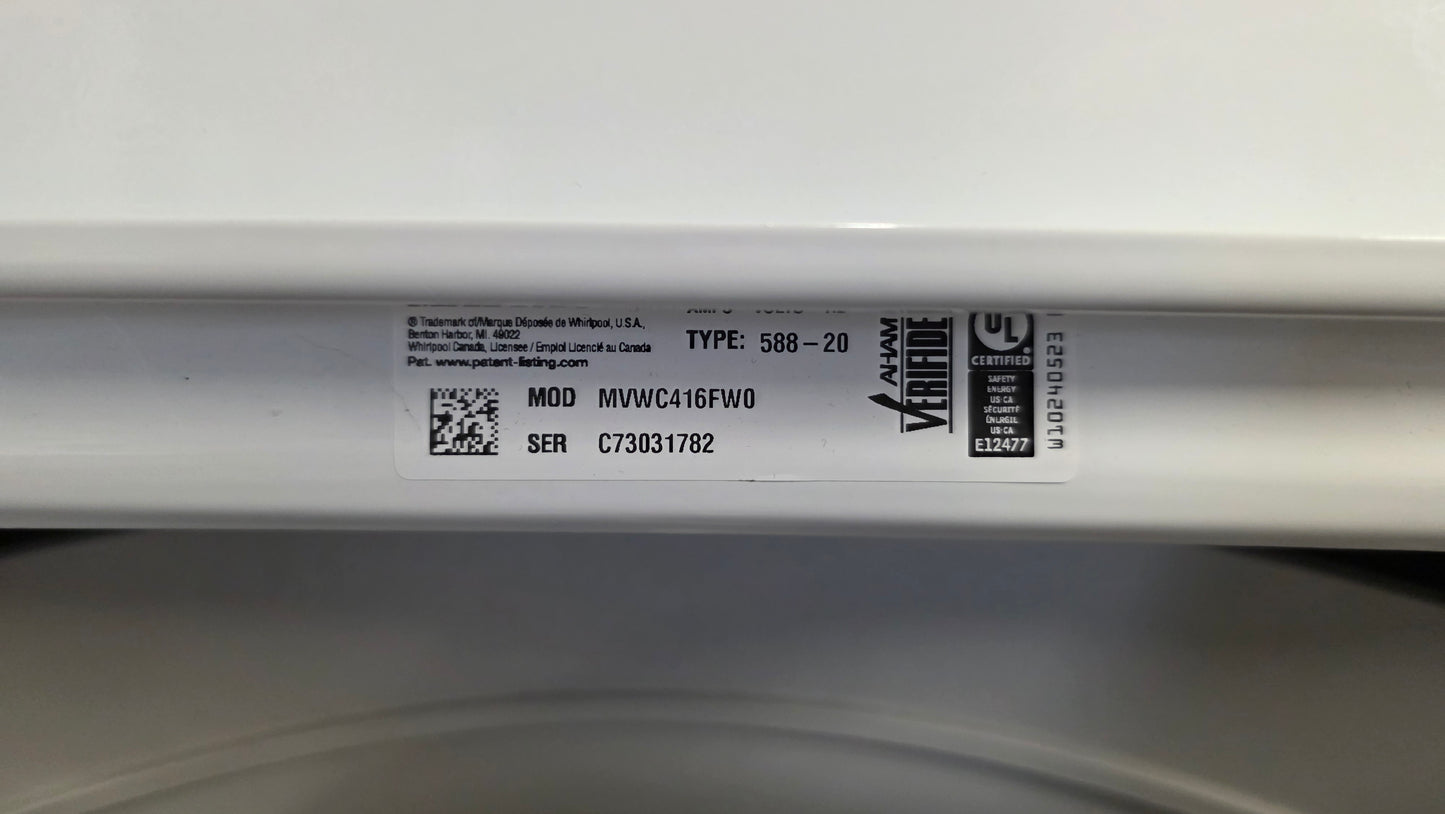 ® Trademark of/Marque Déposée de Whirlpool, U.S.A.,
Benton Harbor, MI. 49022
Whirlpool Canada, Licensee / Emploi Licencié au Canada
Pat. www.patent-listing.com
TYPE: 588-20
MOD MVWC416FW0
SER C73031782
AHAM
VERIFIDE
UL
®
CERTIFIED
SAFETY
ENERGY
US-CA
SÉCURITÉ
ÉNERGIE
US-CA
E12477
W10240523